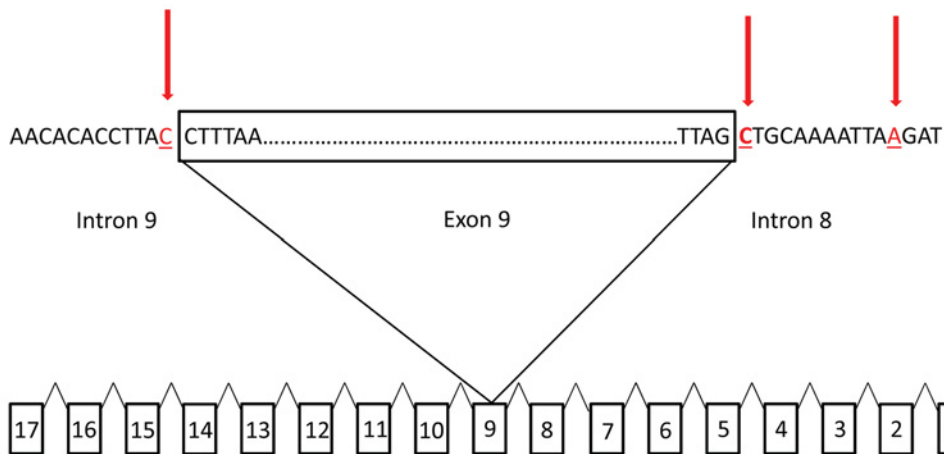 AACACACCTTAC CTTTAA……………………………………………………………TTAG CTGCAAAATTAAGAT
Intron 9 Exon 9 Intron 8
17 16 15 14 13 12 11 10 9 8 7 6 5 4 3 2